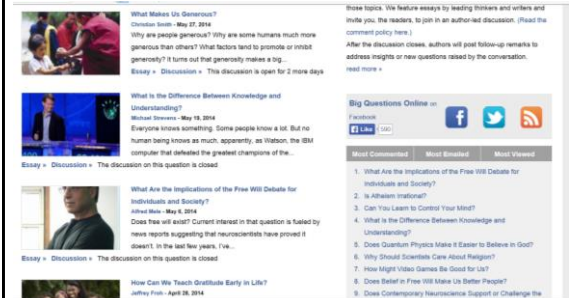 What Makes Us Generous?
Christian Smith - May 27, 2014
Why are people generous? Why are some humans much more
generous than others? What factors tend to promote or inhibit
generosity? It turns out that generosity makes a big...
Essay » Discussion » This discussion is open for 2 more days
What Is the Difference Between Knowledge and
Understanding?
Michael Strevens - May 19, 2014
Everyone knows something. Some people know a lot. But no
human being knows as much, apparently, as Watson, the IBM
computer that defeated the greatest champions of the...
Essay » Discussion » The discussion on this question is closed
What Are the Implications of the Free Will Debate for
Individuals and Society?
Alfred Mele - May 6, 2014
Does free will exist? Current interest in that question is fueled by
news reports suggesting that neuroscientists have proved it
doesn't. In the last few years, I've...
Essay » Discussion » The discussion on this question is closed
How Can We Teach Gratitude Early in Life?
Jeffrey Froh - April 28, 2014
those topics. We feature essays by leading thinkers and writers and
invite you, the readers, to join in an author-led discussion. (Read the
comment policy here.)
After the discussion closes, authors will post follow-up remarks to
address insights or new questions raised by the conversation.
read more »
Big Questions Online on
Facebook
Like
Most Commented Most Emailed Most Viewed
1. What Are the Implications of the Free Will Debate for
Individuals and Society?
2. Is Atheism Irrational?
3. Can You Learn to Control Your Mind?
4. What Is the Difference Between Knowledge and
Understanding?
5. Does Quantum Physics Make It Easier to Believe in God?
6. Why Should Scientists Care About Religion?
7. How Might Video Games Be Good for Us?
8. Does Belief in Free Will Make Us Better People?
9. Does Contemporary Neuroscience Support or Challenge the